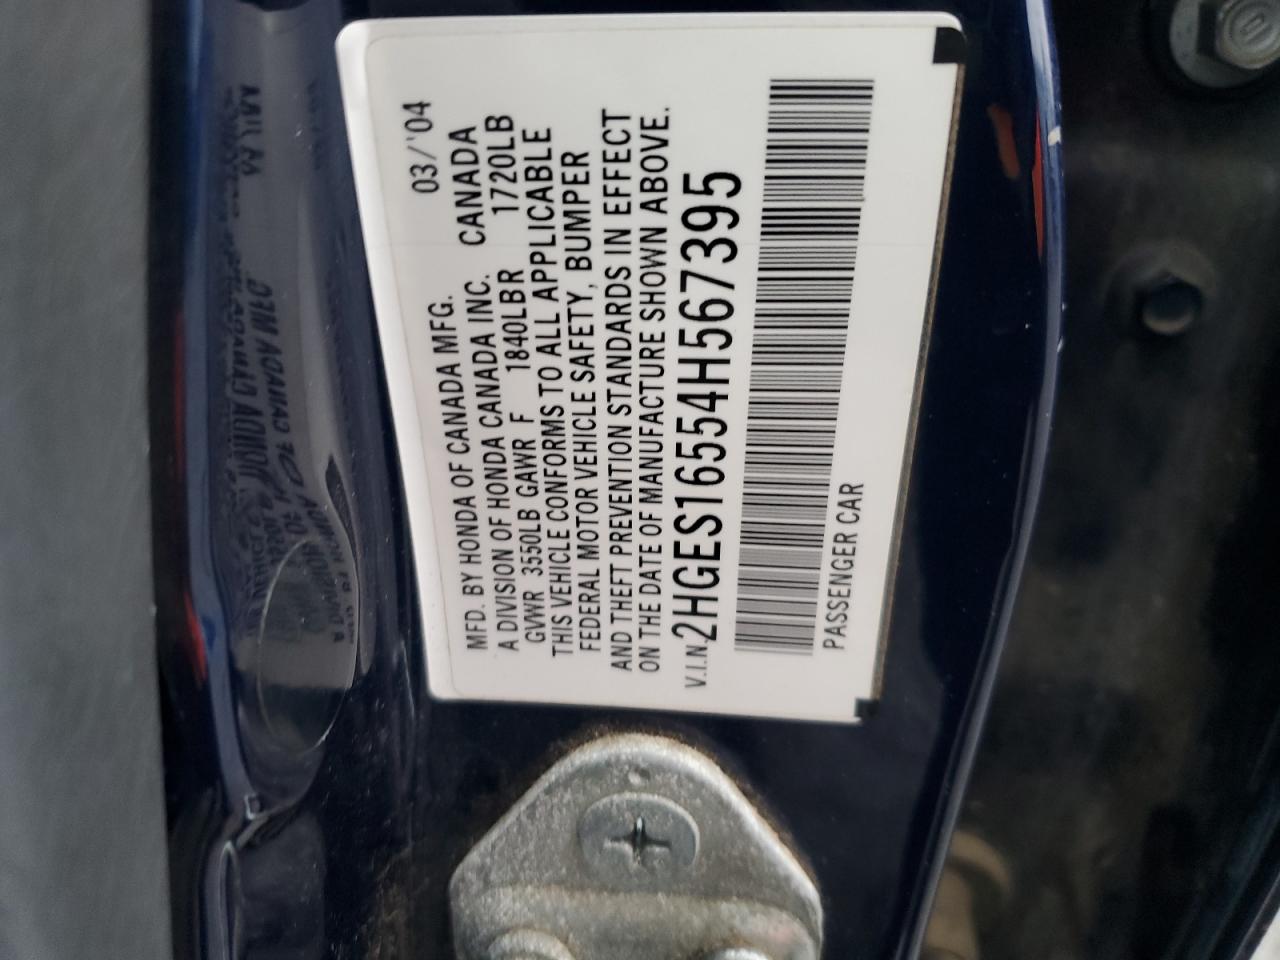 MFD. BY HONDA OF CANADA MFG. 03/'04
A DIVISION OF HONDA CANADA INC. CANADA
GVWR 3550LB GAWR F 1840LB R 1720LB
THIS VEHICLE CONFORMS TO ALL APPLICABLE
FEDERAL MOTOR VEHICLE SAFETY, BUMPER
AND THEFT PREVENTION STANDARDS IN EFFECT
ON THE DATE OF MANUFACTURE SHOWN ABOVE.
V.I.N. 2HGES16554H567395
PASSENGER CAR